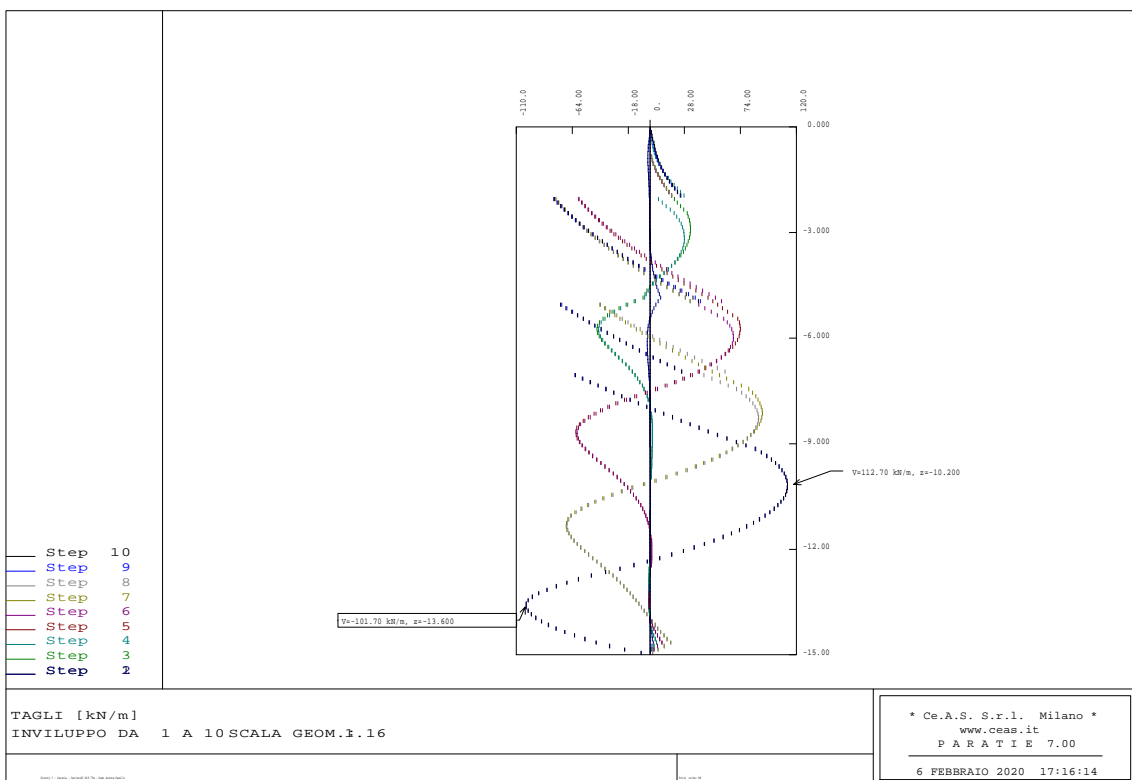 -110.0
-64.00
-18.00
0.
28.00
74.00
120.0
0.000
-3.000
-6.000
-9.000
-12.00
-15.00
V=112.70 kN/m, z=-10.200
V=-101.70 kN/m, z=-13.600
Step 10
Step 9
Step 8
Step 7
Step 6
Step 5
Step 4
Step 3
Step
TAGLI [kN/m]
INVILUPPO DA 1 A 10 SCALA GEOM.
* Ce.A.S. S.r.l. Milano *
www.ceas.it
P A R A T I E 7.00
6 FEBBRAIO 2020 17:16:14